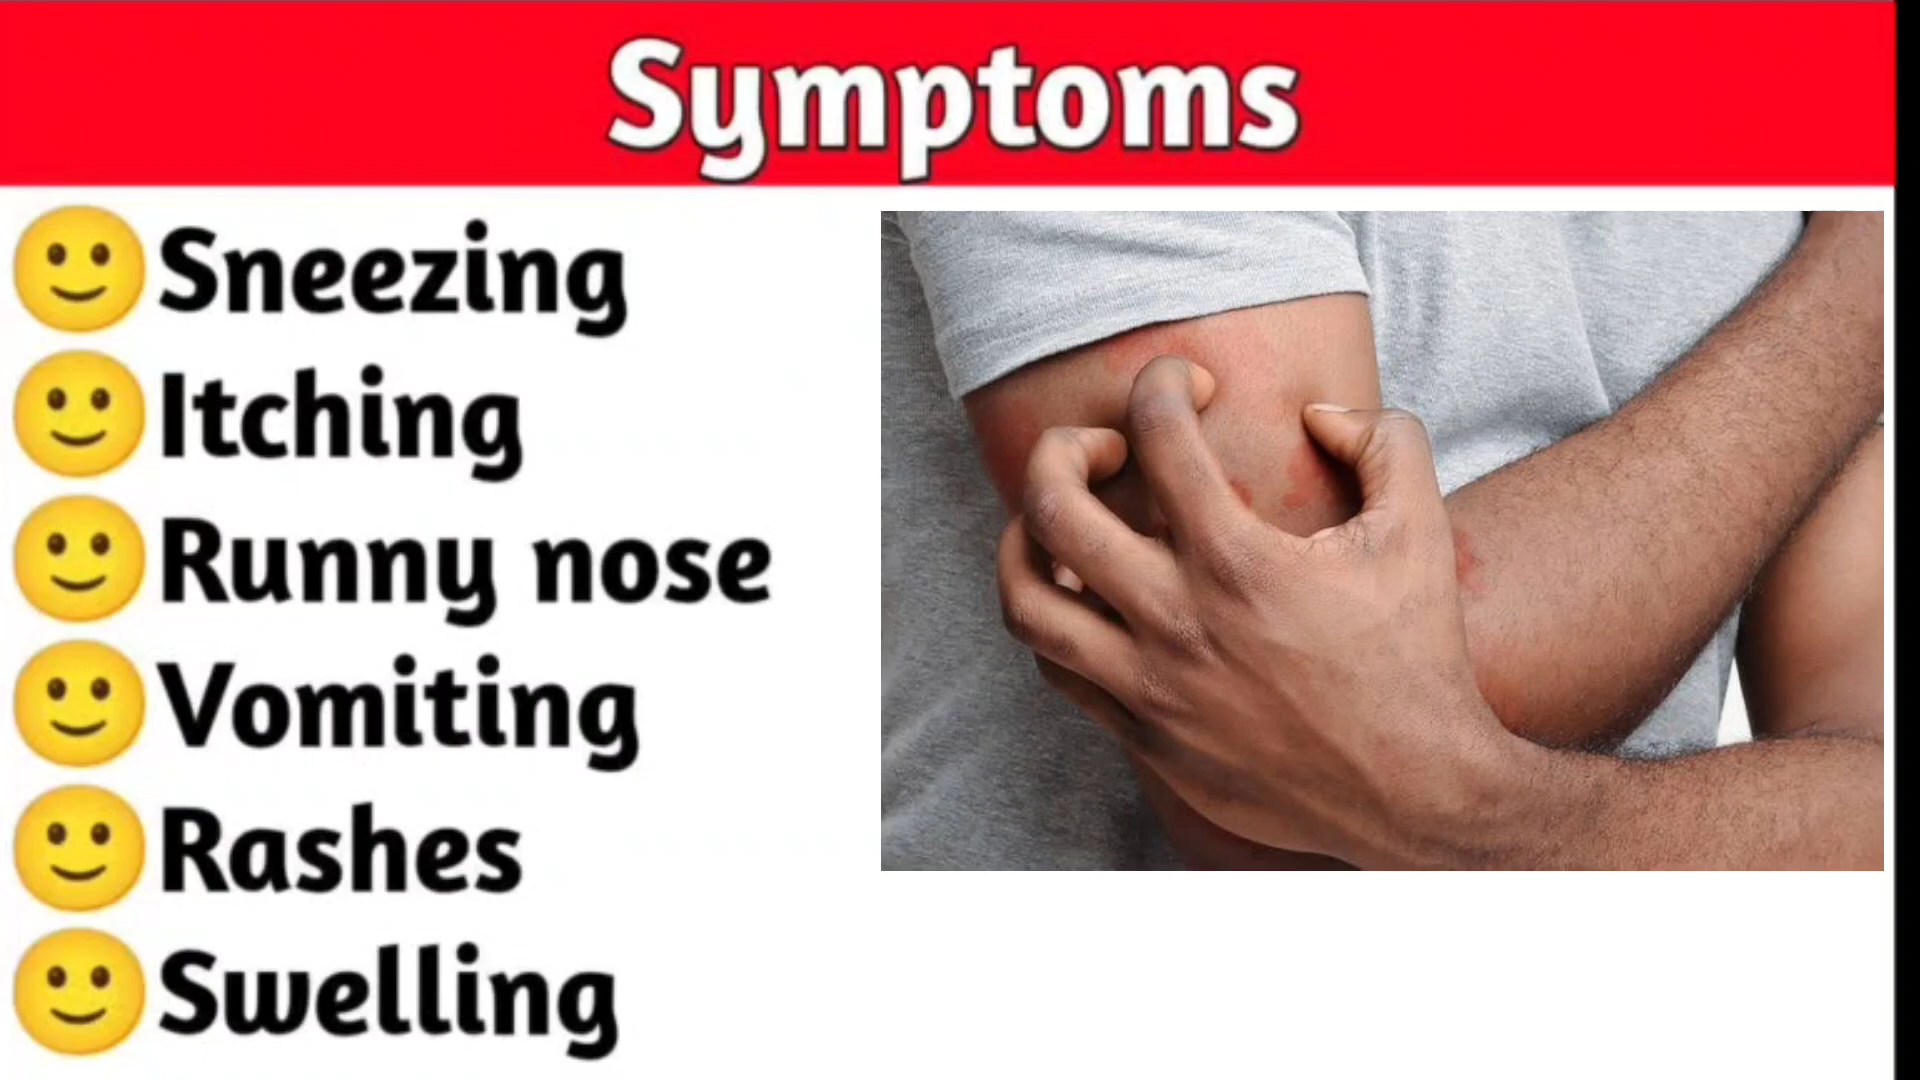 Symptoms
Sneezing
Itching
Runny nose
Vomiting
Rashes
Swelling